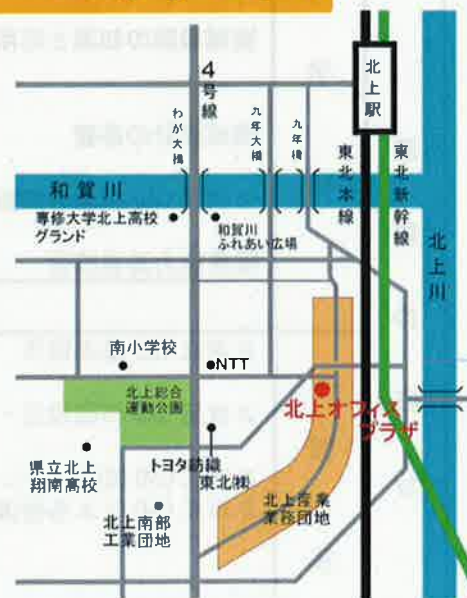 4号線
北上駅
わが大橋
九年大橋
九年橋
東北本線
東北新幹線
和賀川
専修大学北上高校
グランド
和賀川
ふれあい広場
北上川
南小学校
NTT
北上総合
運動公園
北上オフィス
プラザ
県立北上
翔南高校
トヨタ紡織
東北㈱
北上南部
工業団地
北上産業
業務団地